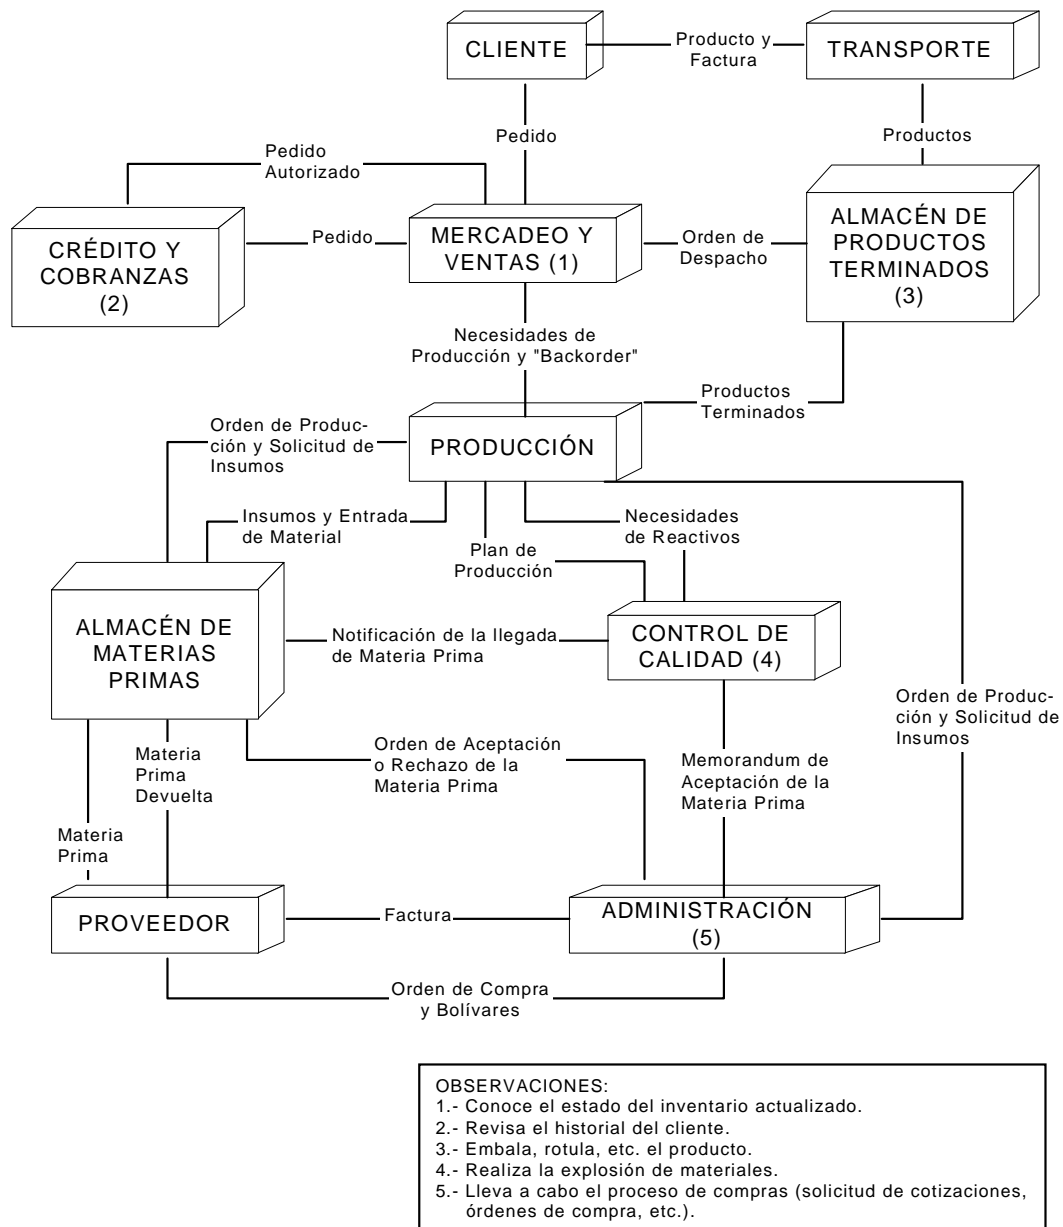 CLIENTE
Producto y
Factura
TRANSPORTE
Pedido
Productos
Pedido
Autorizado
CRÉDITO Y
COBRANZAS
(2)
Pedido
MERCADEO Y
VENTAS (1)
Orden de
Despacho
ALMACÉN DE
PRODUCTOS
TERMINADOS
(3)
Necesidades de
Producción y "Backorder"
Productos
Terminados
Orden de Produc-
ción y Solicitud de
Insumos
PRODUCCIÓN
Insumos y Entrada
de Material
Plan de
Producción
Necesidades
de Reactivos
ALMACÉN DE
MATERIAS
PRIMAS
Notificación de la llegada
de Materia Prima
CONTROL DE
CALIDAD (4)
Orden de Produc-
ción y Solicitud de
Insumos
Materia
Prima
Devuelta
Orden de Aceptación
o Rechazo de la
Materia Prima
Memorandum de
Aceptación de la
Materia Prima
Materia
Prima
PROVEEDOR
Factura
ADMINISTRACIÓN
(5)
Orden de Compra
y Bolívares
OBSERVACIONES:
1.- Conoce el estado del inventario actualizado.
2.- Revisa el historial del cliente.
3.- Embala, rotula, etc. el producto.
4.- Realiza la explosión de materiales.
5.- Lleva a cabo el proceso de compras (solicitud de cotizaciones,
órdenes de compra, etc.).